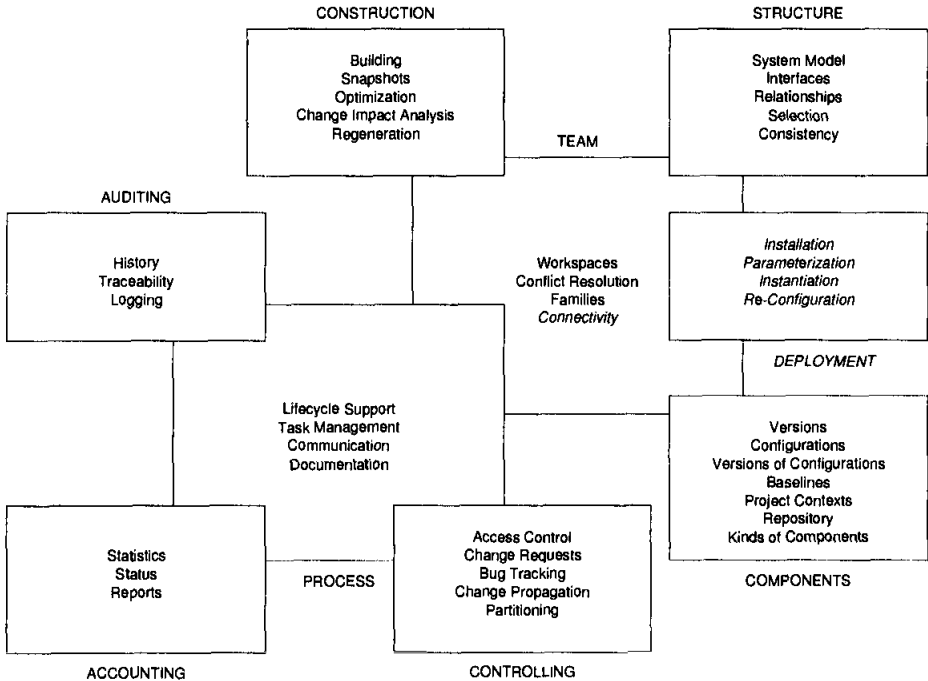 CONSTRUCTION
Building
Snapshots
Optimization
Change Impact Analysis
Regeneration
STRUCTURE
System Model
Interfaces
Relationships
Selection
Consistency
TEAM
AUDITING
History
Traceability
Logging
Workspaces
Conflict Resolution
Families
Connectivity
Installation
Parameterization
Instantiation
Re-Configuration
DEPLOYMENT
Lifecycle Support
Task Management
Communication
Documentation
Versions
Configurations
Versions of Configurations
Baselines
Project Contexts
Repository
Kinds of Components
COMPONENTS
Statistics
Status
Reports
ACCOUNTING
PROCESS
Access Control
Change Requests
Bug Tracking
Change Propagation
Partitioning
CONTROLLING